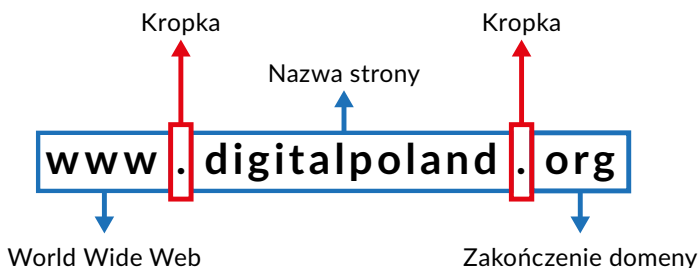 Kropka Kropka
Nazwa strony
www.digitalpoland.org
World Wide Web Zakończenie domeny